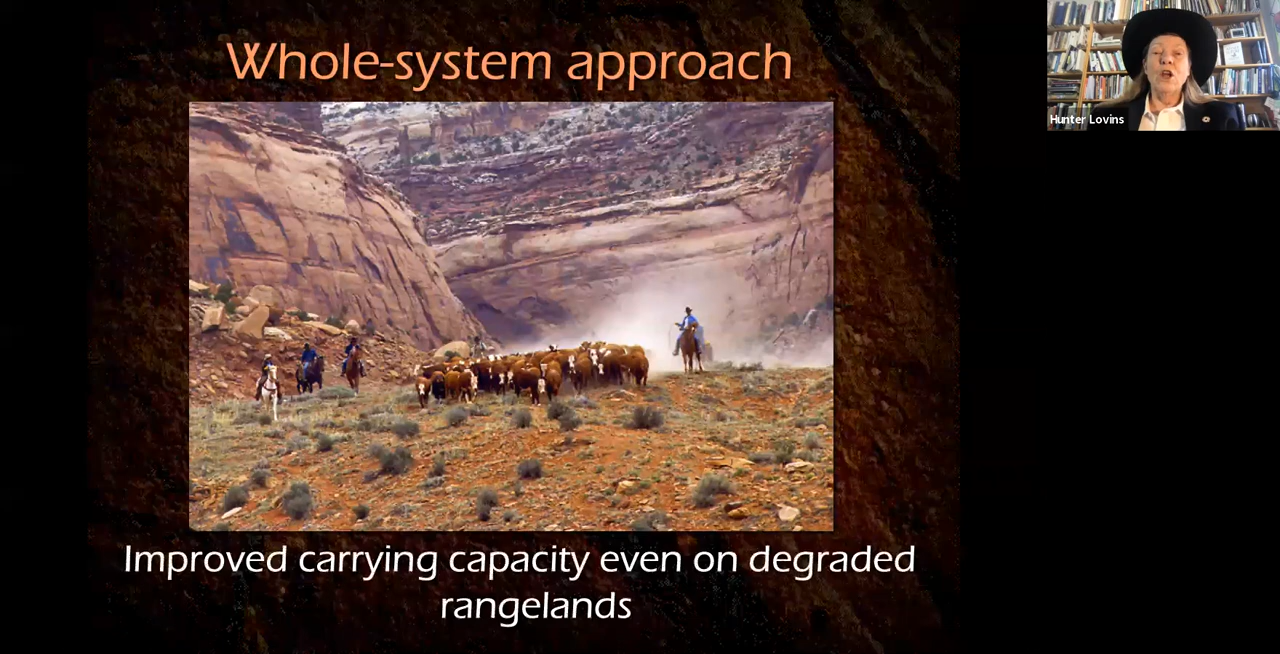 Whole-system approach
Hunter Lovins
Improved carrying capacity even on degraded
rangelands